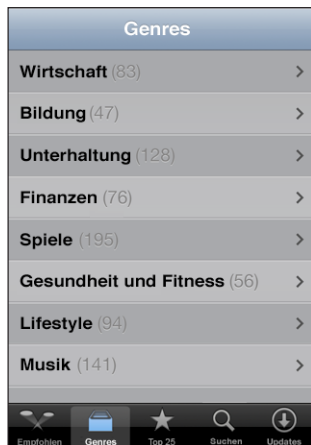 Genres
Wirtschaft (83)
Bildung (47)
Unterhaltung (128)
Finanzen (76)
Spiele (195)
Gesundheit und Fitness (56)
Lifestyle (94)
Musik (141)
Empfohlen Genres Top 25 Suchen Updates